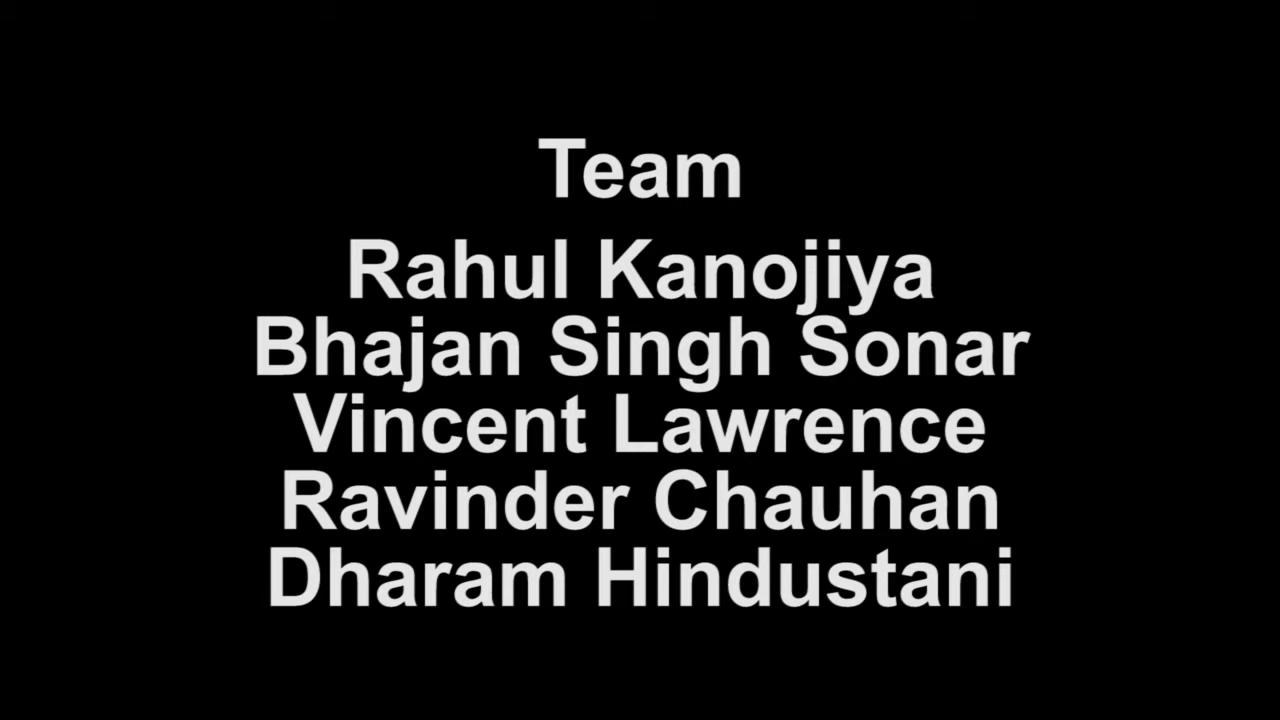 Team
Rahul Kanojiya
Bhajan Singh Sonar
Vincent Lawrence
Ravinder Chauhan
Dharam Hindustani